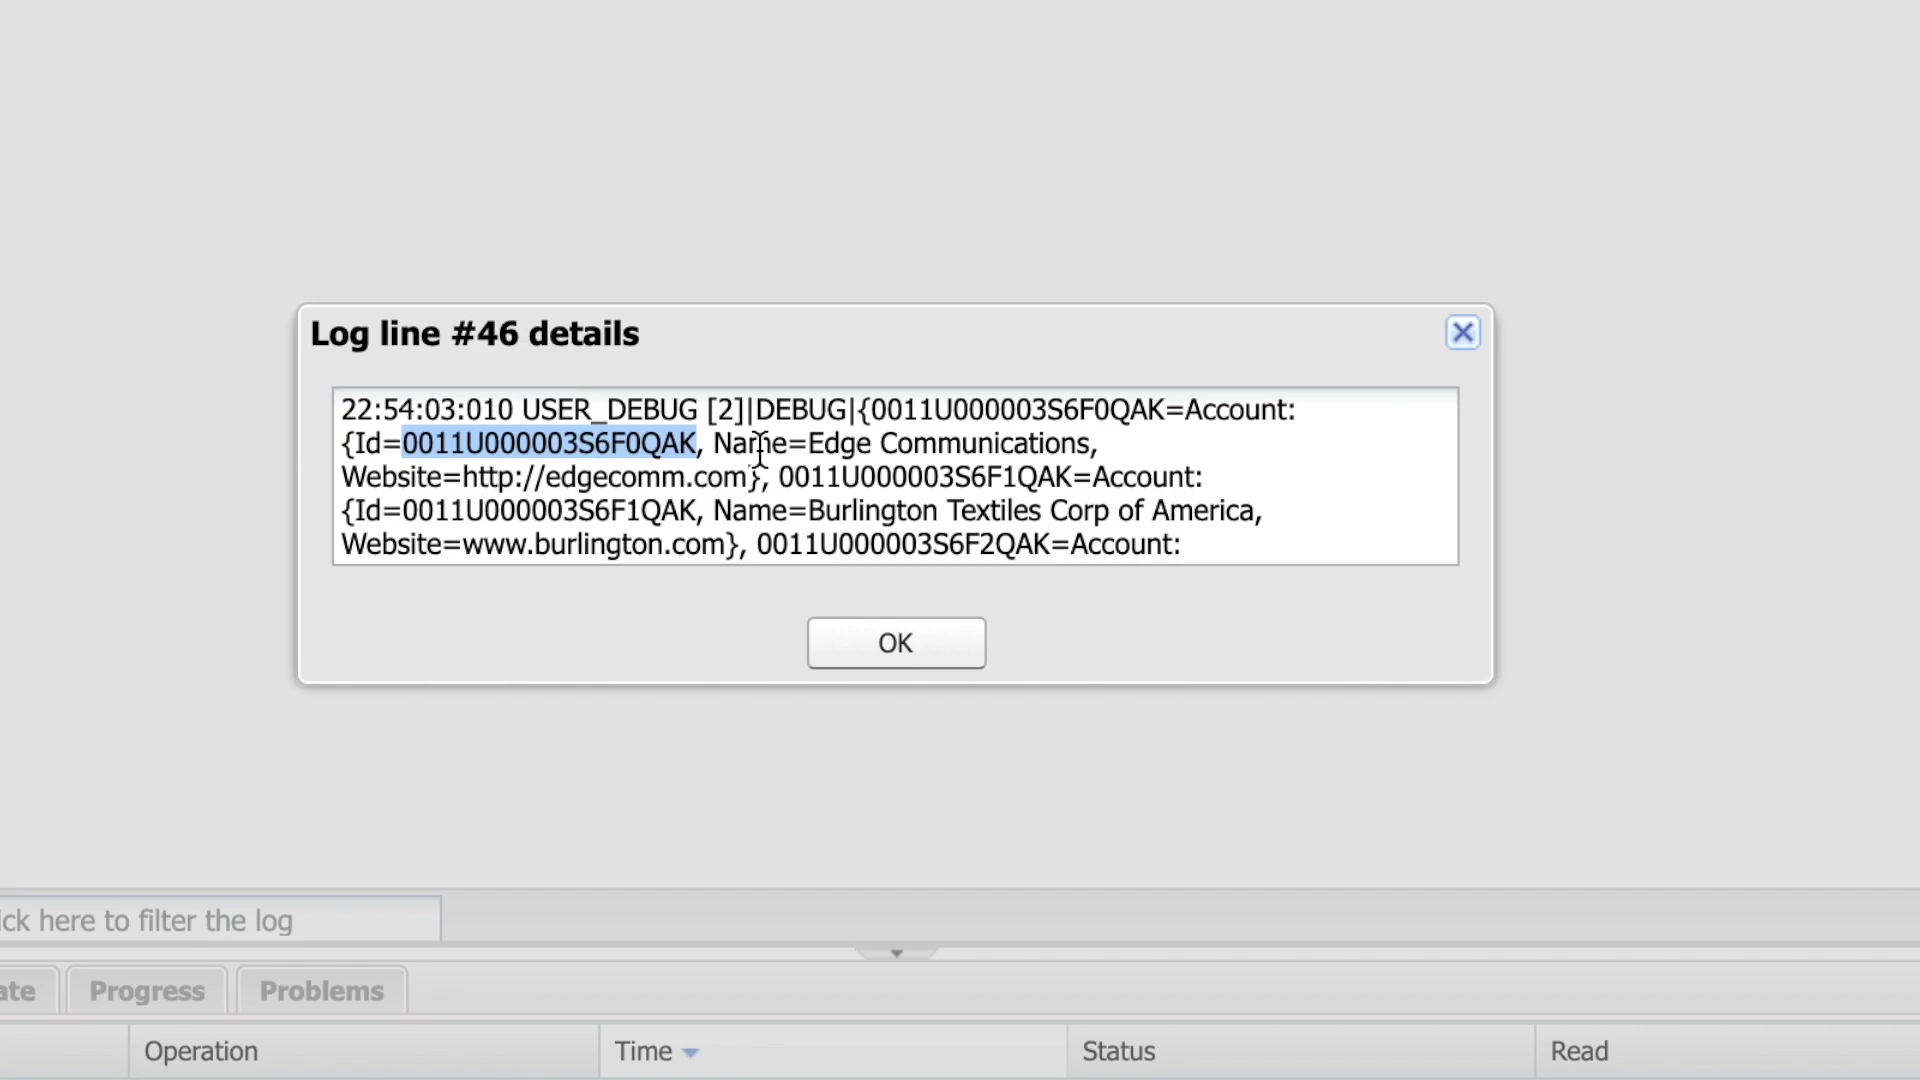 Log line #46 details
22:54:03:010 USER_DEBUG [2]|DEBUG|{0011U000003S6F0QAK=Account:
{Id=0011U000003S6F0QAK, Name=Edge Communications,
Website=http://edgecomm.com}, 0011U000003S6F1QAK=Account:
{Id=0011U000003S6F1QAK, Name=Burlington Textiles Corp of America,
Website=www.burlington.com}, 0011U000003S6F2QAK=Account:
OK
ick here to filter the log
ate Progress Problems
Operation Time Status Read